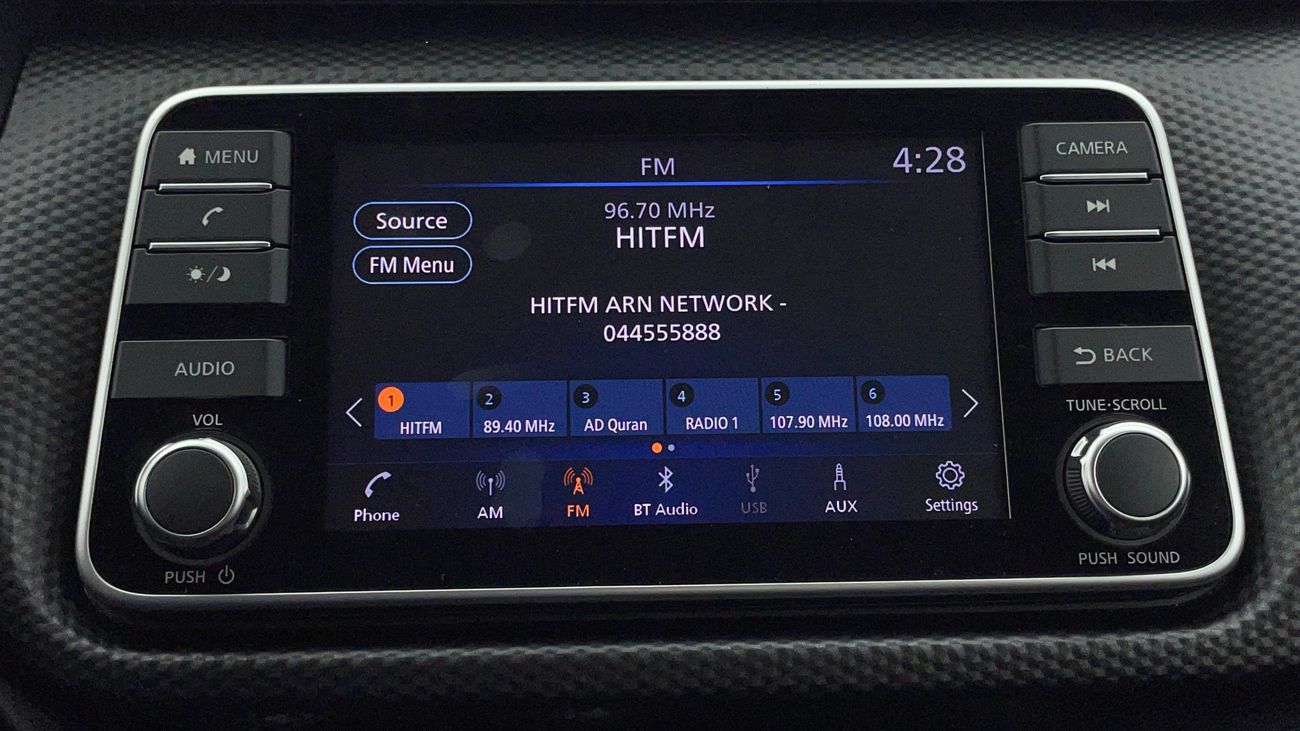 MENU
CAMERA
FM
4:28
Source
96.70 MHz
HITFM
FM Menu
HITFM ARN NETWORK -
044555888
AUDIO
BACK
VOL
TUNE·SCROLL
1
HITFM
2
89.40 MHz
3
AD Quran
4
RADIO 1
5
107.90 MHz
6
108.00 MHz
Phone
AM
FM
BT Audio
USB
AUX
Settings
PUSH
PUSH SOUND